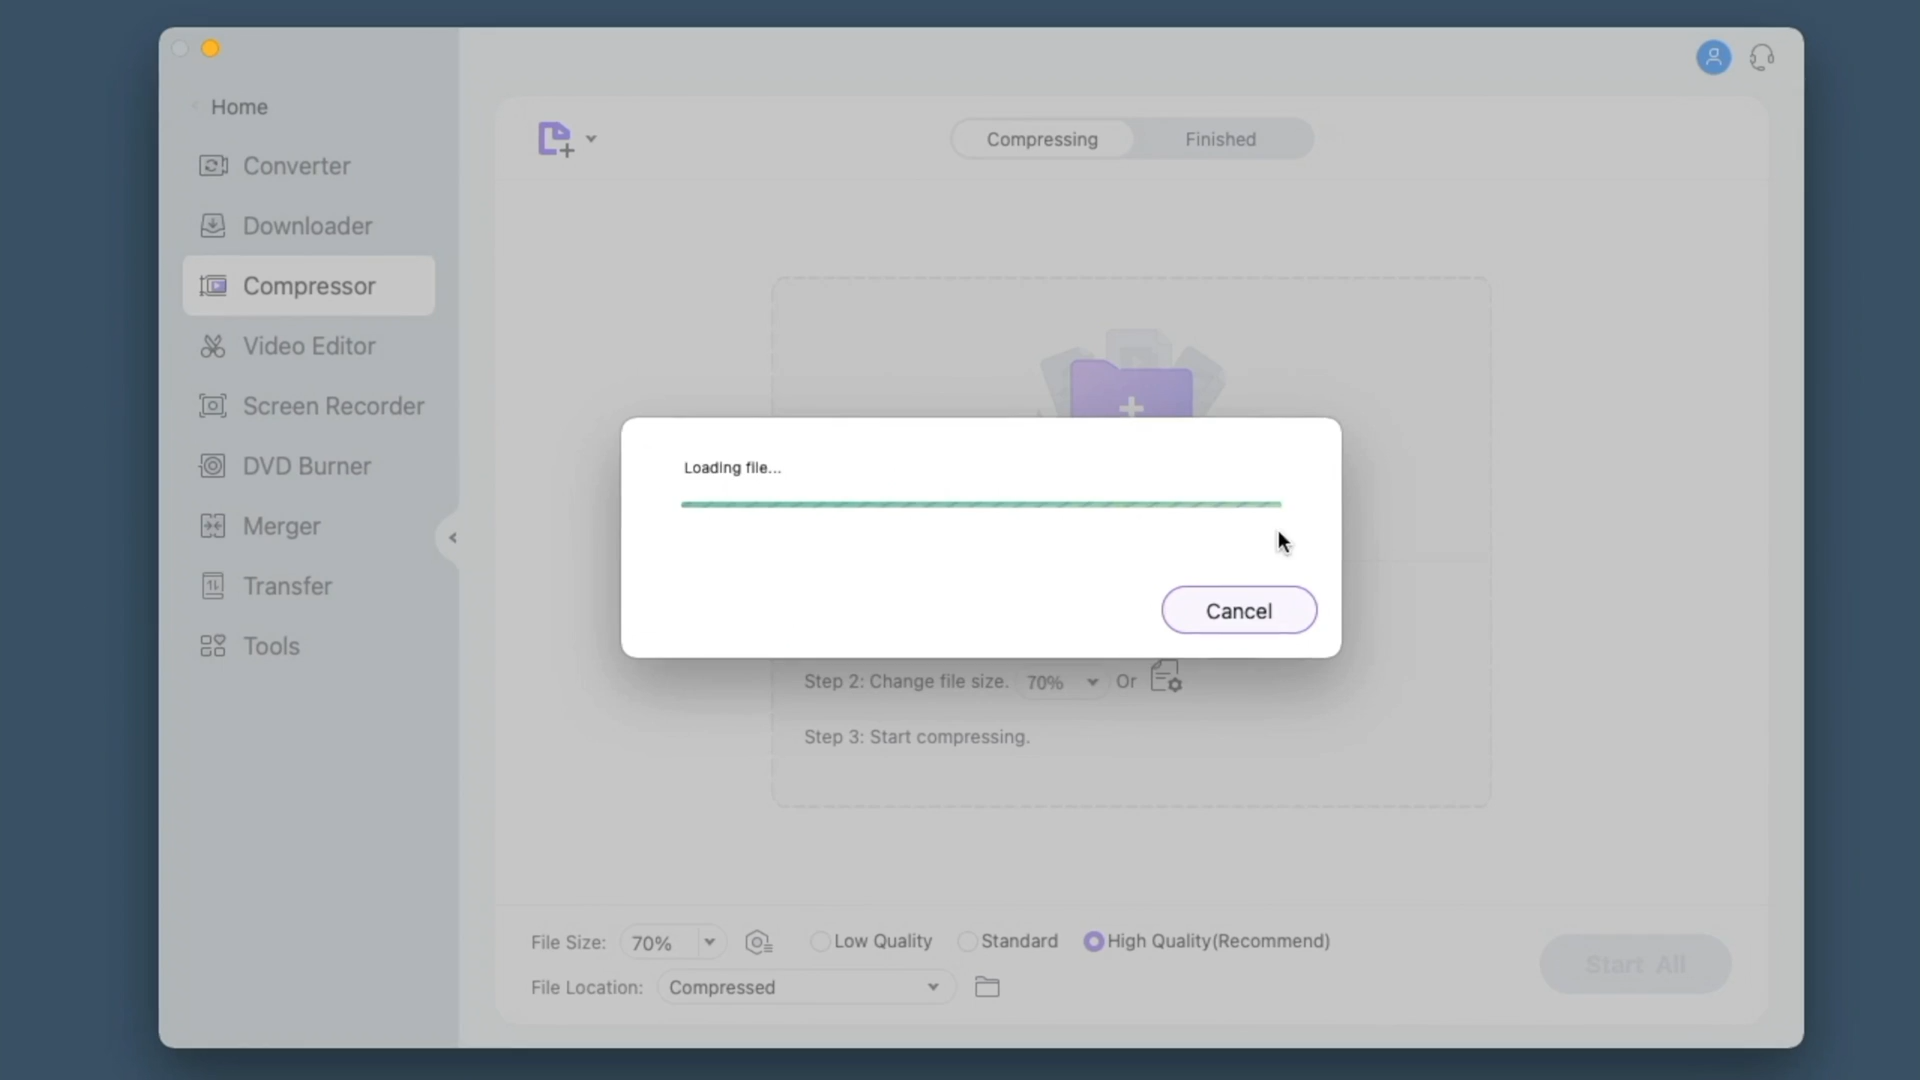 Home
Converter
Downloader
Compressor
Video Editor
Screen Recorder
DVD Burner
Merger
Transfer
Tools
Compressing
Finished
Loading file...
Cancel
Step 2: Change file size. 70% Or
Step 3: Start compressing.
File Size: 70% Low Quality Standard High Quality(Recommend)
File Location: Compressed
Start All